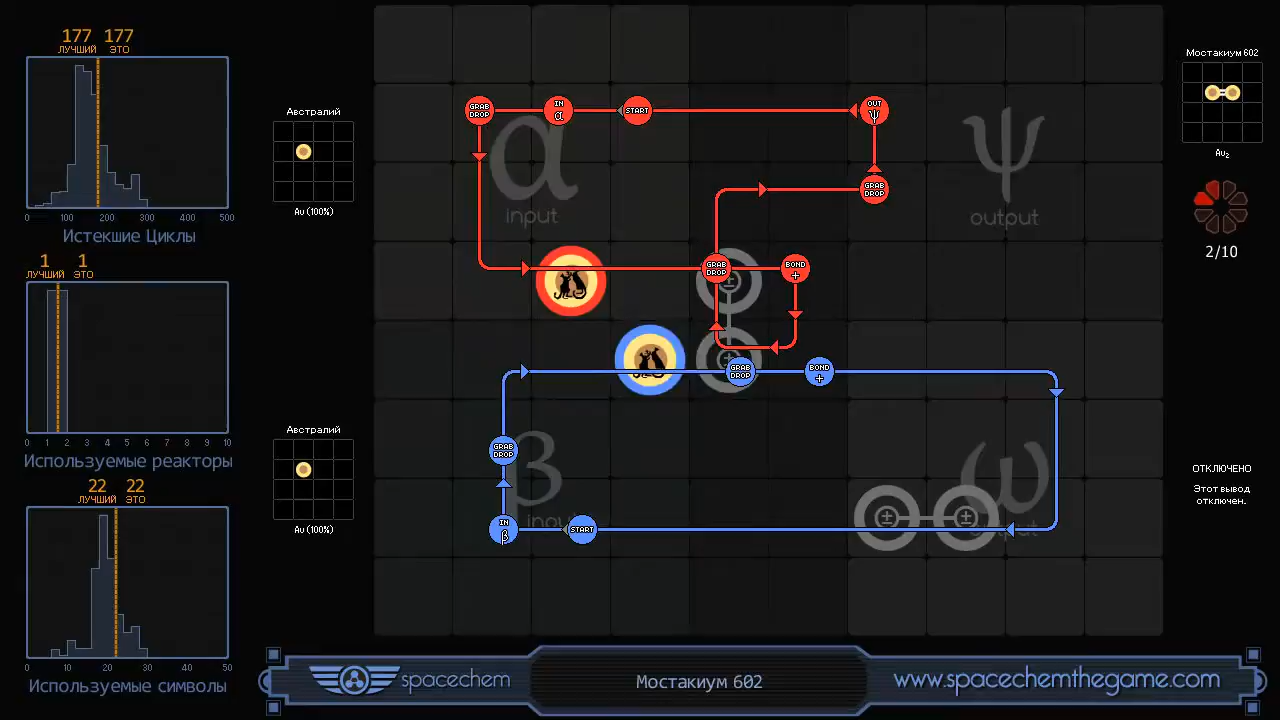 177 177
ЛУЧШИЙ ЭТО
0 100 200 300 400 500
Истекшие Циклы
1 1
ЛУЧШИЙ ЭТО
0 1 2 3 4 5 6 7 8 9 10
Используемые реакторы
22 22
ЛУЧШИЙ ЭТО
0 10 20 30 40 50
Используемые символы
Австралий
Au (100%)
Австралий
Au (100%)
GRAB DROP
IN α
START
OUT ψ
α
input
ψ
output
GRAB DROP
GRAB DROP
BOND +
±
±
GRAB DROP
BOND +
GRAB DROP
β
input
ω
output
± ±
IN β
START
Мостакиум 602
Au₂
2/10
ОТКЛЮЧЕНО
Этот вывод
отключен.
spacechem
Мостакиум 602
www.spacechemthegame.com